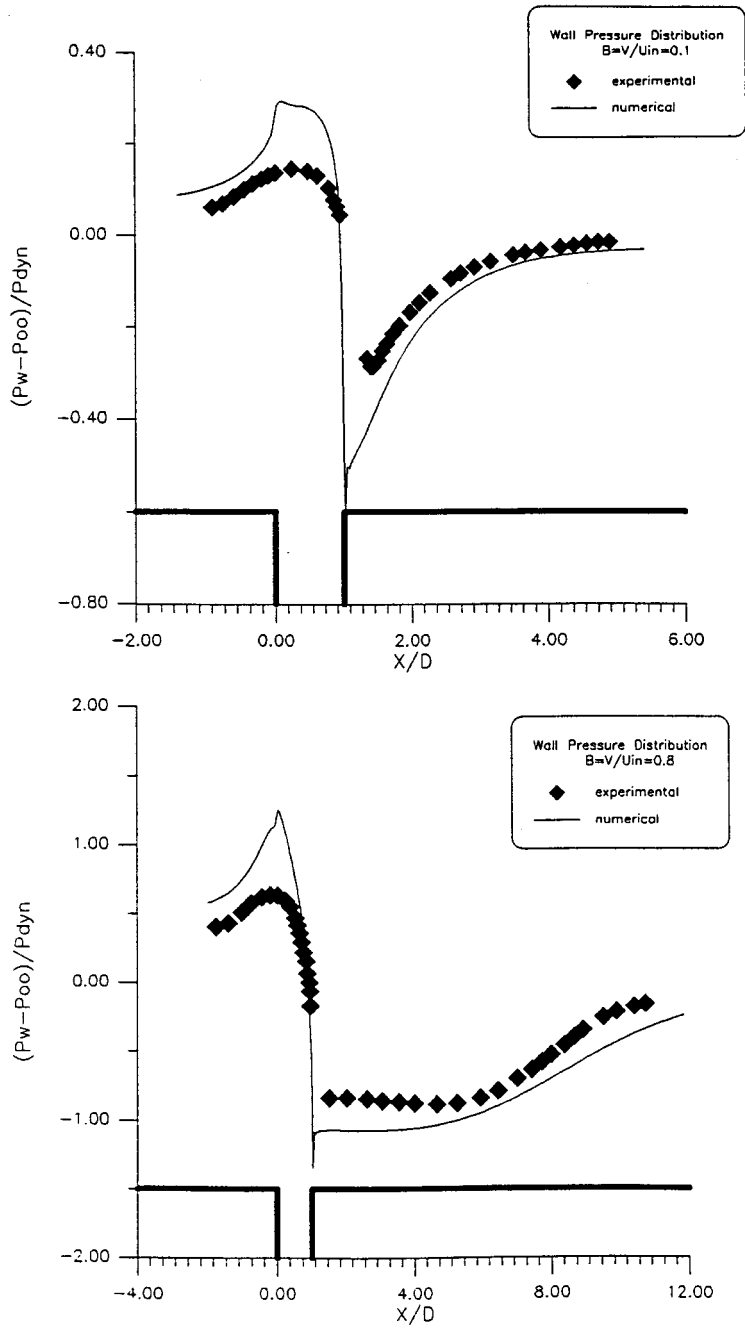 Wall Pressure Distribution
B=V/Uin=0.1
experimental
numerical
0.40
0.00
-0.40
-0.80
(Pw-Poo)/Pdyn
-2.00 0.00 2.00 4.00 6.00
X/D
Wall Pressure Distribution
B=V/Uin=0.8
experimental
numerical
2.00
1.00
0.00
-1.00
-2.00
(Pw-Poo)/Pdyn
-4.00 0.00 4.00 8.00 12.00
X/D